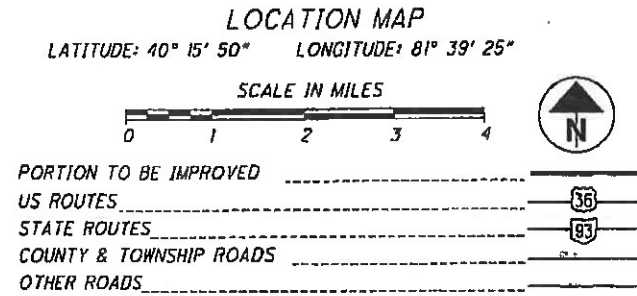 LOCATION MAP
LATITUDE: 40° 15' 50" LONGITUDE: 81° 39' 25"
SCALE IN MILES
0 1 2 3 4
N
PORTION TO BE IMPROVED
US ROUTES 36
STATE ROUTES 93
COUNTY & TOWNSHIP ROADS
OTHER ROADS